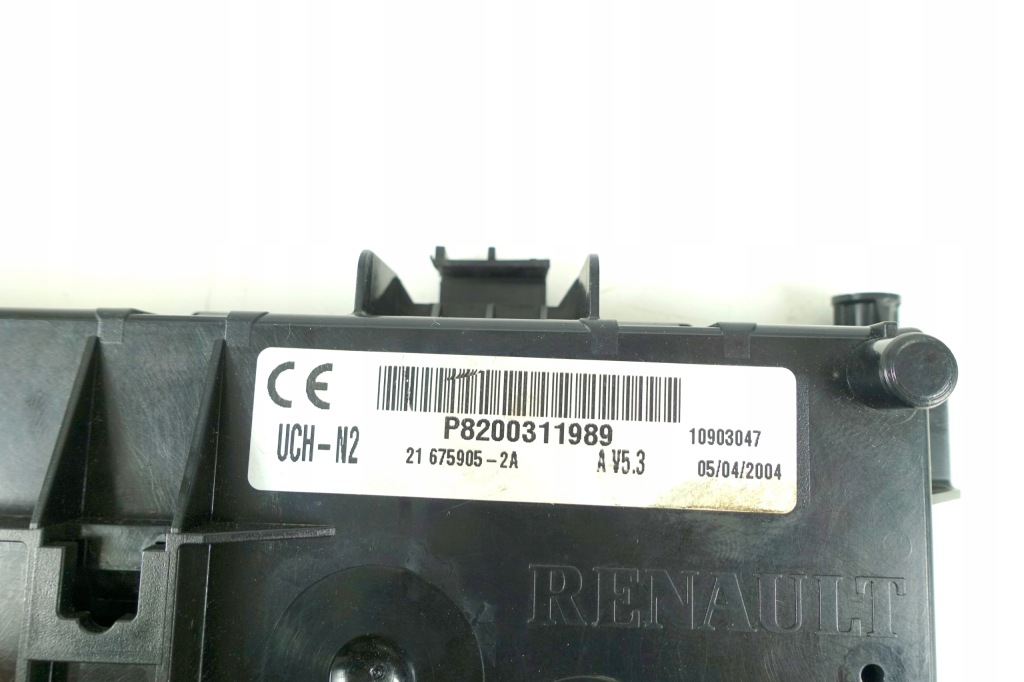 CE
P8200311989
10903047
UCH-N2
21 675905-2A
A V5.3
05/04/2004
RENAULT